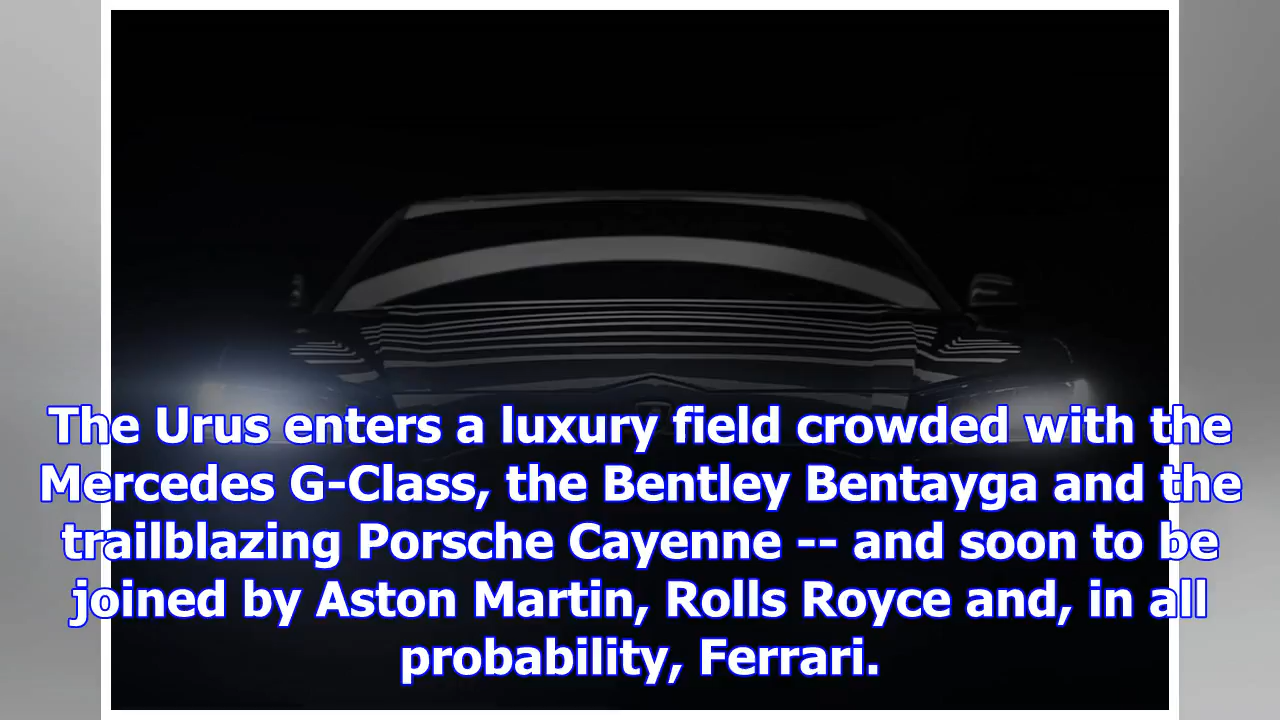 The Urus enters a luxury field crowded with the
Mercedes G-Class, the Bentley Bentayga and the
trailblazing Porsche Cayenne -- and soon to be
joined by Aston Martin, Rolls Royce and, in all
probability, Ferrari.